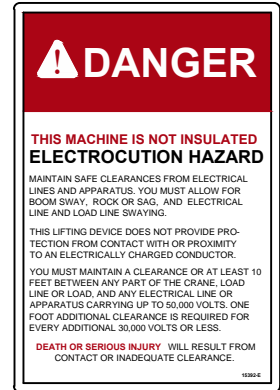 DANGER
THIS MACHINE IS NOT INSULATED
ELECTROCUTION HAZARD
MAINTAIN SAFE CLEARANCES FROM ELECTRICAL
LINES AND APPARATUS. YOU MUST ALLOW FOR
BOOM SWAY, ROCK OR SAG, AND ELECTRICAL
LINE AND LOAD LINE SWAYING.
THIS LIFTING DEVICE DOES NOT PROVIDE PRO-
TECTION FROM CONTACT WITH OR PROXIMITY
TO AN ELECTRICALLY CHARGED CONDUCTOR.
YOU MUST MAINTAIN A CLEARANCE OR AT LEAST 10
FEET BETWEEN ANY PART OF THE CRANE, LOAD
LINE OR LOAD, AND ANY ELECTRICAL LINE OR
APPARATUS CARRYING UP TO 50,000 VOLTS. ONE
FOOT ADDITIONAL CLEARANCE IS REQUIRED FOR
EVERY ADDITIONAL 30,000 VOLTS OR LESS.
DEATH OR SERIOUS INJURY WILL RESULT FROM
CONTACT OR INADEQUATE CLEARANCE.
15392-E